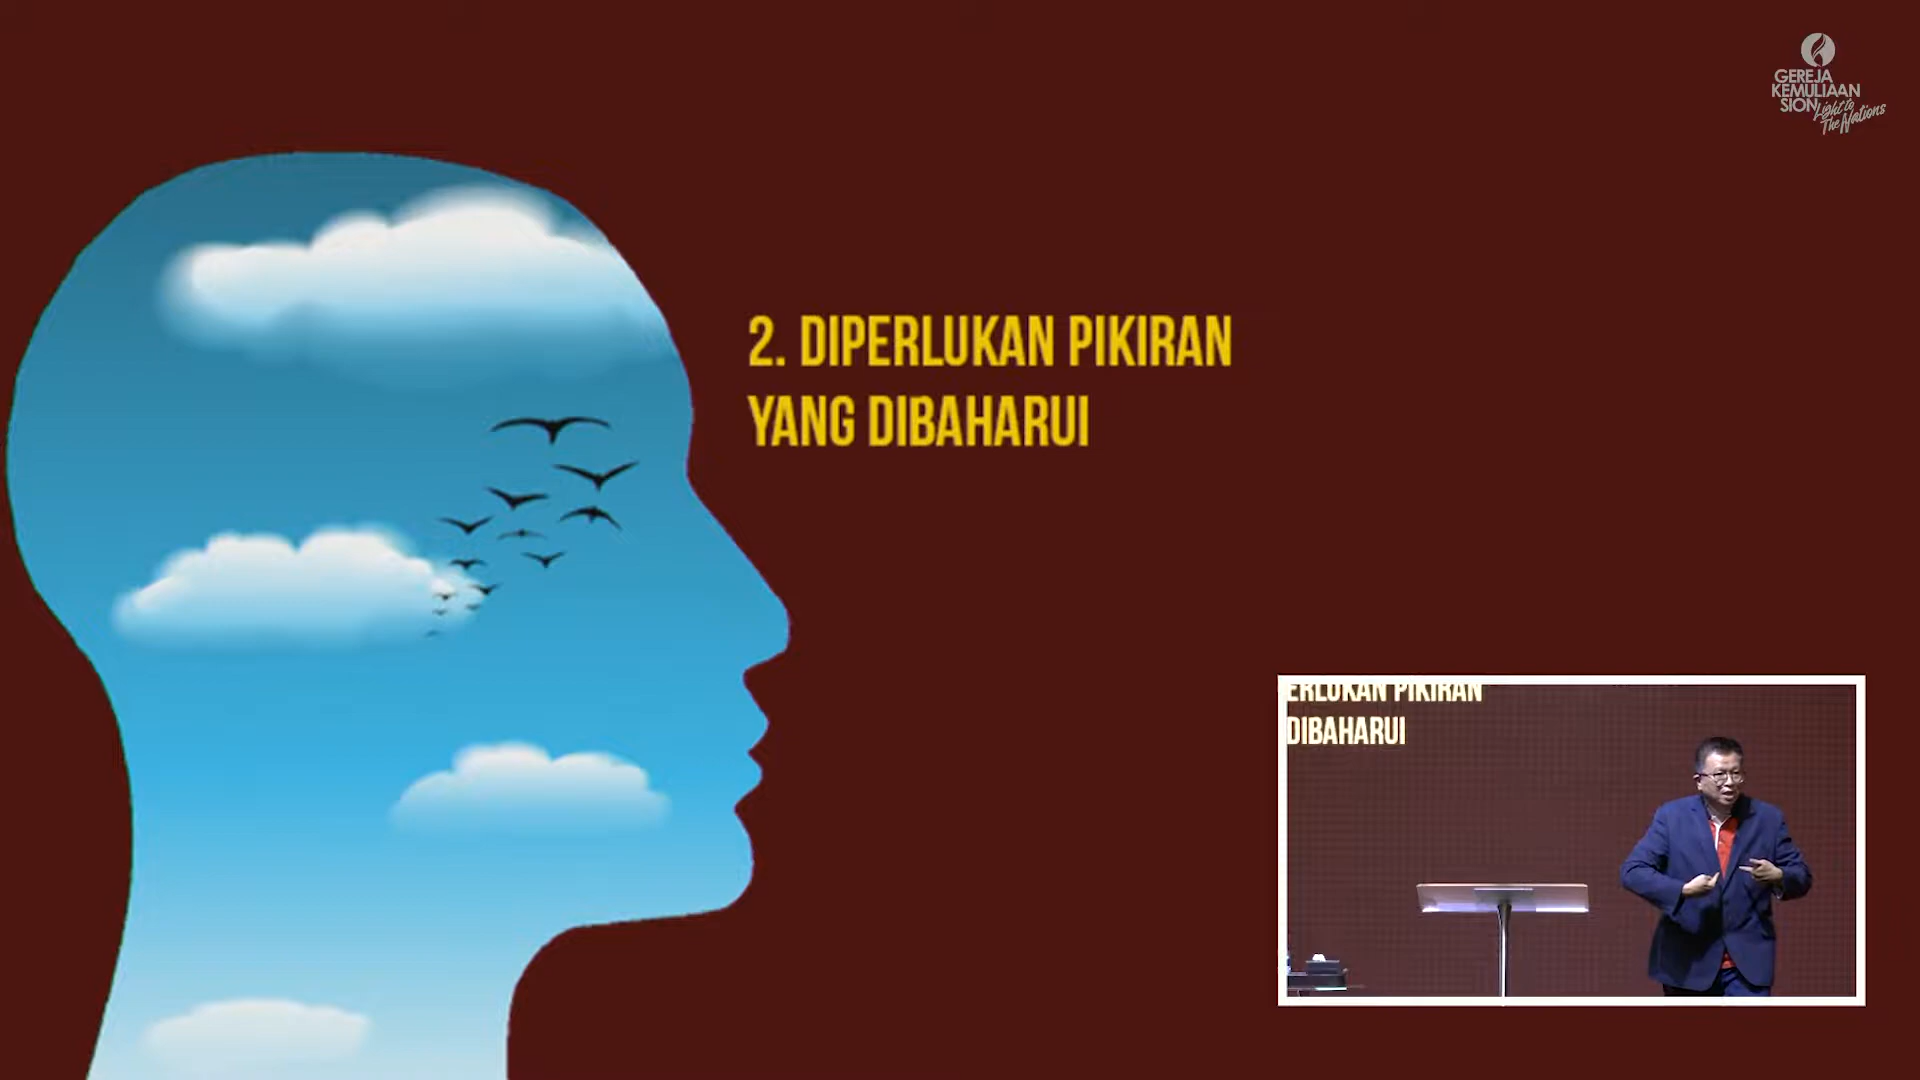 GEREJA
KEMULIAAN
SION Light to
The Nations
2. DIPERLUKAN PIKIRAN
YANG DIBAHARUI
ERLUKAN PIKIRAN
DIBAHARUI